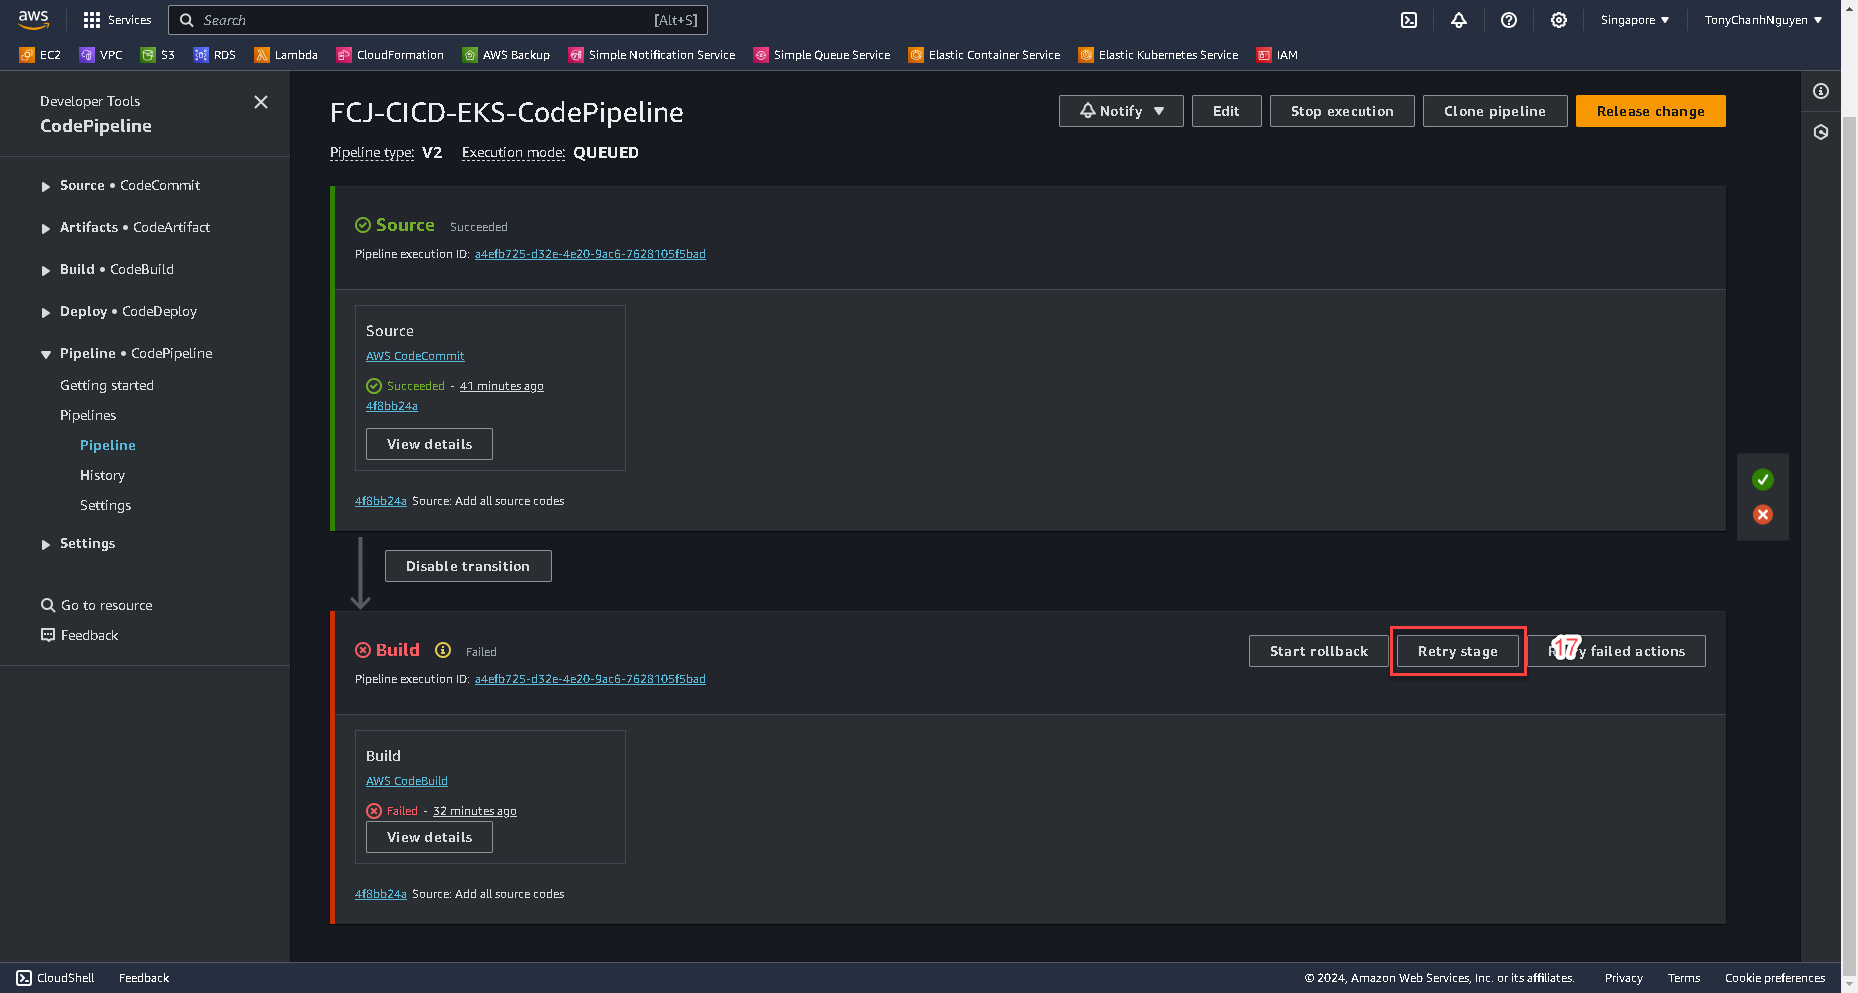 aws
Services
Search
[Alt+S]
Singapore ▼
TonyChanhNguyen ▼
EC2
VPC
S3
RDS
Lambda
CloudFormation
AWS Backup
Simple Notification Service
Simple Queue Service
Elastic Container Service
Elastic Kubernetes Service
IAM
Developer Tools
CodePipeline
Source • CodeCommit
Artifacts • CodeArtifact
Build • CodeBuild
Deploy • CodeDeploy
Pipeline • CodePipeline
Getting started
Pipelines
Pipeline
History
Settings
Settings
Go to resource
Feedback
FCJ-CICD-EKS-CodePipeline
Notify ▼
Edit
Stop execution
Clone pipeline
Release change
Pipeline type: V2 Execution mode: QUEUED
Source Succeeded
Pipeline execution ID: a4efb725-d32e-4e20-9ac6-7628105f5bad
Source
AWS CodeCommit
Succeeded - 41 minutes ago
4f8bb24a
View details
4f8bb24a Source: Add all source codes
Disable transition
Build Failed
Start rollback
Retry stage
17
failed actions
Pipeline execution ID: a4efb725-d32e-4e20-9ac6-7628105f5bad
Build
AWS CodeBuild
Failed - 32 minutes ago
View details
4f8bb24a Source: Add all source codes
CloudShell
Feedback
© 2024, Amazon Web Services, Inc. or its affiliates.
Privacy
Terms
Cookie preferences